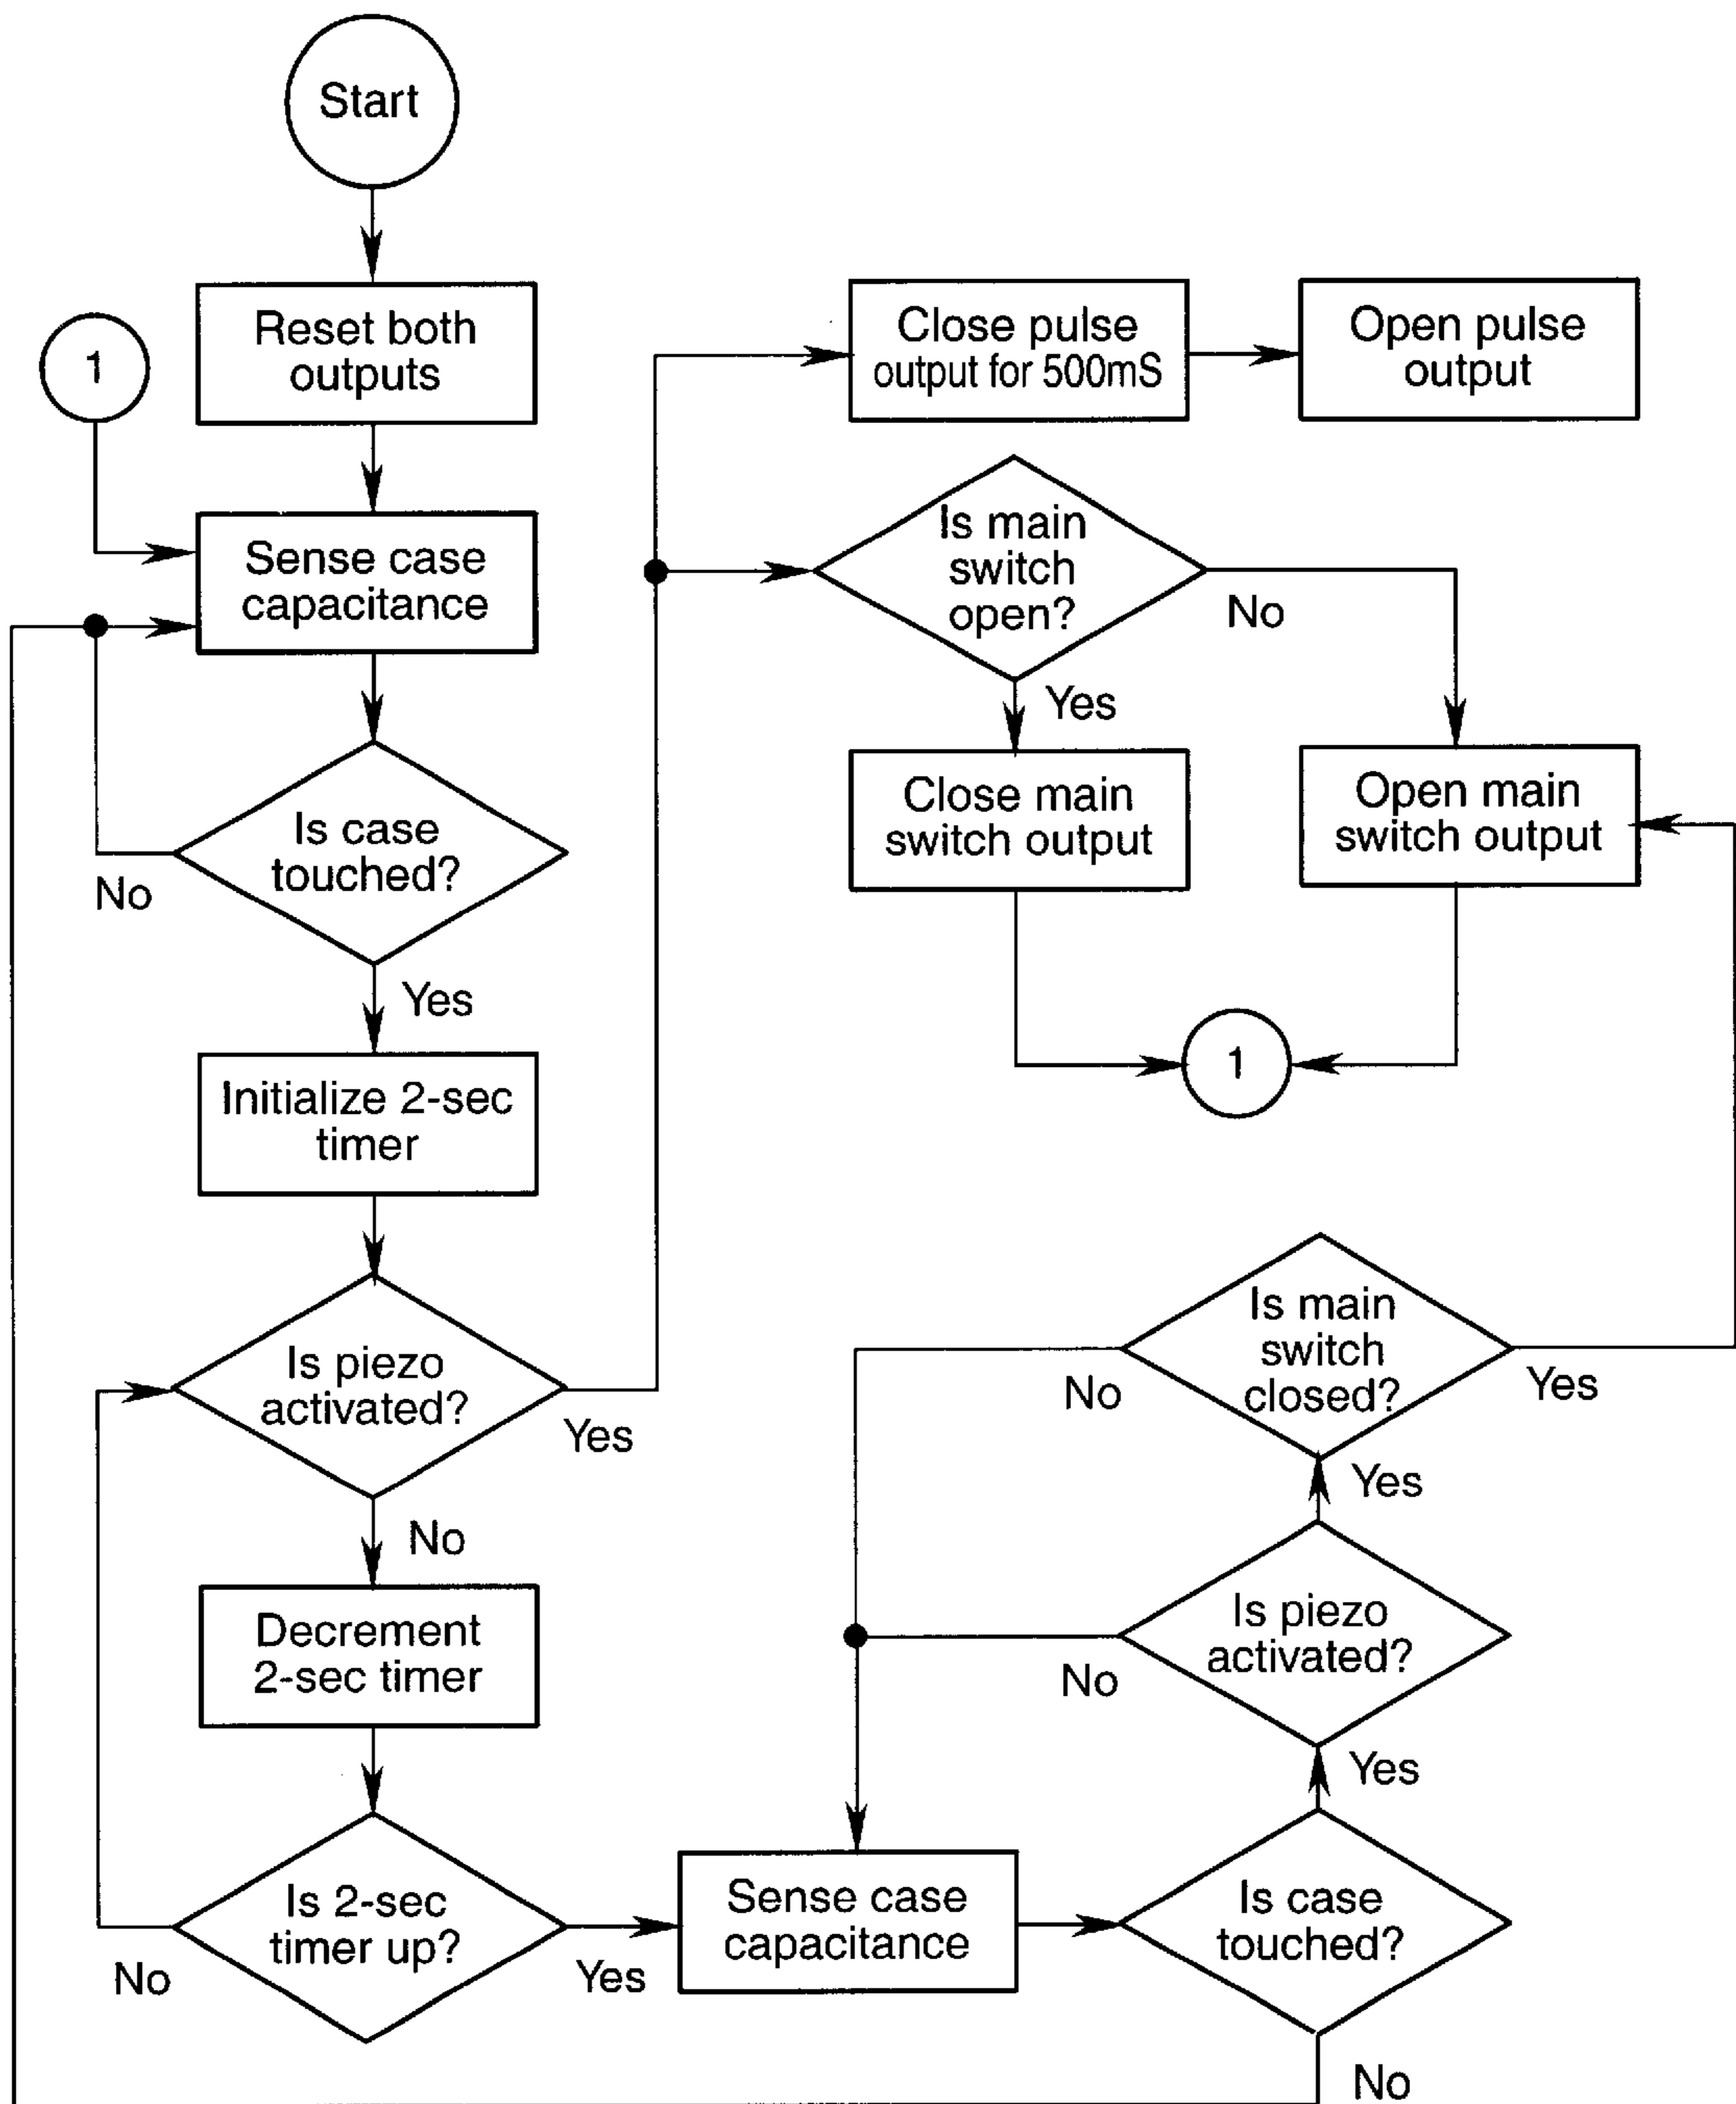 Start
Reset both
outputs
1
Sense case
capacitance
Is case
touched?
No
Yes
Initialize 2-sec
timer
Is piezo
activated?
Yes
No
Decrement
2-sec timer
Is 2-sec
timer up?
No
Yes
Close pulse
output for 500mS
Open pulse
output
Is main
switch
open?
No
Yes
Close main
switch output
Open main
switch output
1
Is main
switch
closed?
No
Yes
Yes
Is piezo
activated?
No
Yes
Sense case
capacitance
Is case
touched?
No